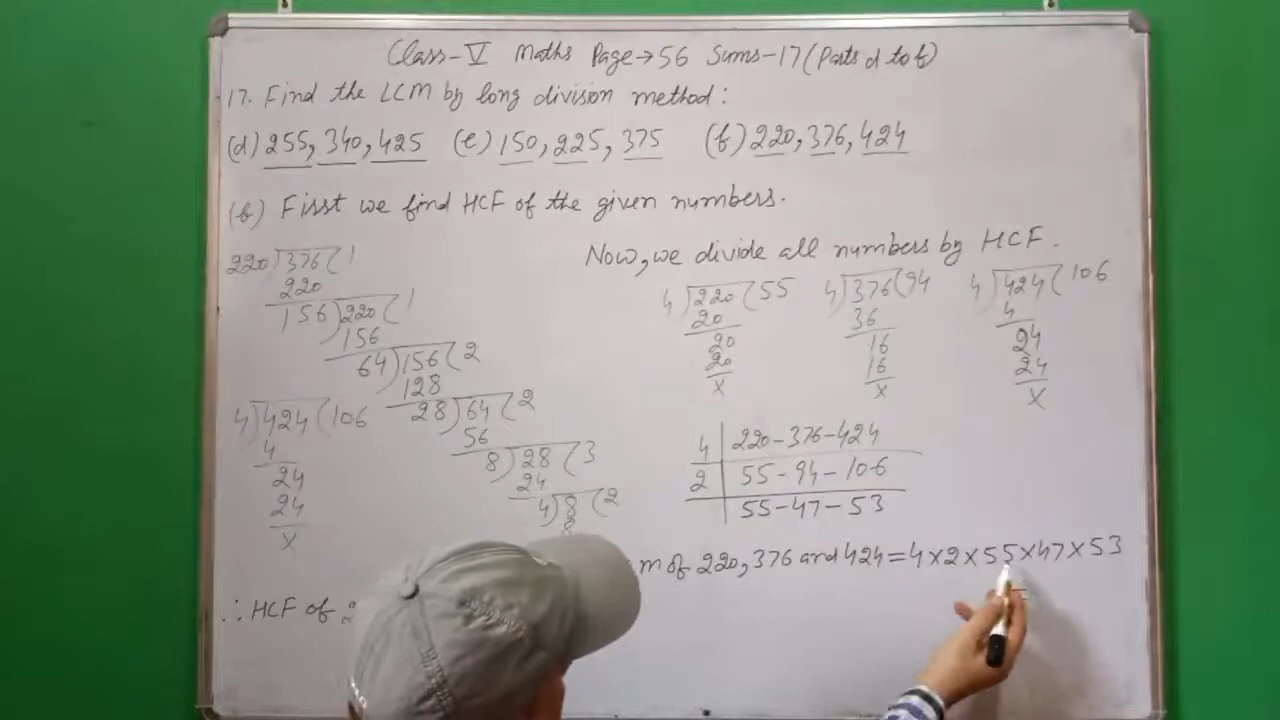 Class-V Maths Page→56 Sums-17(Parts d to f)
17. Find the LCM by long division method:
(d) 255, 340, 425 (e) 150, 225, 375 (f) 220, 376, 424
(f) First we find HCF of the given numbers.
220)376(1
220
156)220(1
156
64)156(2
128
28)64(2
56
8)28(3
24
4)8(2
8
4)424(106
4
24
24
x
∴ HCF of
Now, we divide all numbers by HCF.
4)220(55
20
20
20
x
4)376(94
36
16
16
x
4)424(106
4
24
24
x
4 | 220-376-424
2 | 55-94-106
55-47-53
m of 220, 376 and 424 = 4×2×55×47×53
=